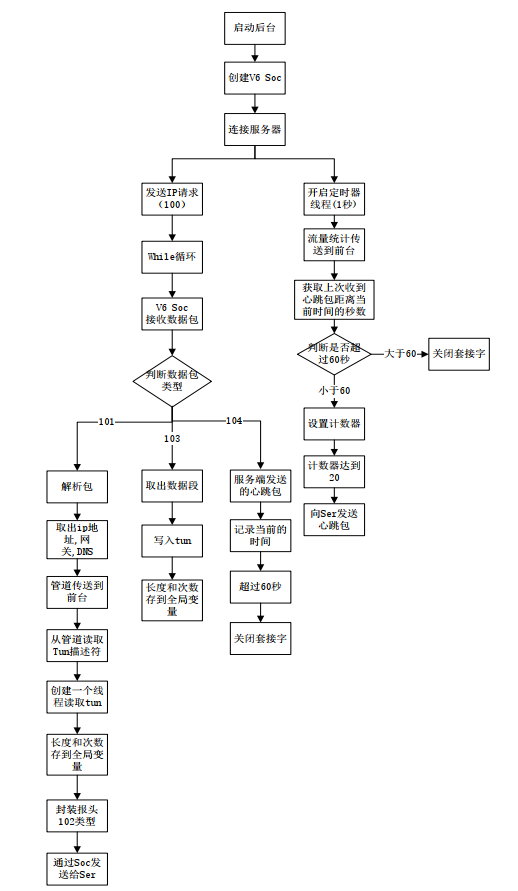 启动后台
创建V6 Soc
连接服务器
发送IP请求
（100）
While循环
V6 Soc
接收数据包
判断数据包
类型
101
103
104
解析包
取出ip地
址,网
关,DNS
管道传送到
前台
从管道读取
Tun描述符
创建一个线
程读取tun
长度和次数
存到全局变
量
封装报头
102类型
通过Soc发
送给Ser
取出数据段
写入tun
长度和次数
存到全局变
量
服务端发送
的心跳包
记录当前的
时间
超过60秒
关闭套接字
开启定时器
线程(1秒)
流量统计传
送到前台
获取上次收到
心跳包距离当
前时间的秒数
判断是否超
过60秒
大于60
关闭套接字
小于60
设置计数器
计数器达到
20
向Ser发送
心跳包